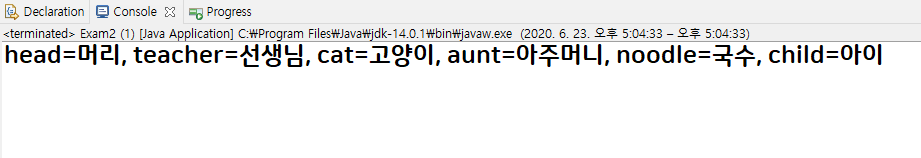 Declaration Console Progress
<terminated> Exam2 (1) [Java Application] C:₩Program Files₩Java₩jdk-14.0.1₩bin₩javaw.exe (2020. 6. 23. 오후 5:04:33 – 오후 5:04:33)
head=머리, teacher=선생님, cat=고양이, aunt=아주머니, noodle=국수, child=아이